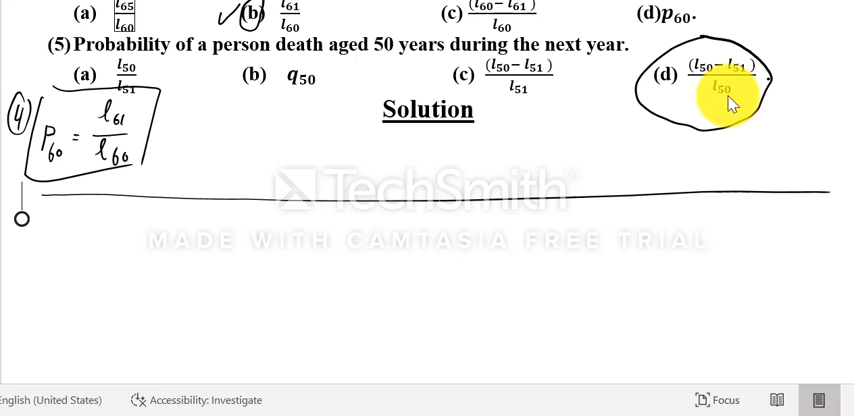 (a) l65/l60 (b) l61/l60 (c) (l60− l61)/l60 (d)p60.
(5)Probability of a person death aged 50 years during the next year.
(a) l50/l51 (b) q50 (c) (l50− l51)/l51 (d) (l50− l51)/l50.
Solution
4) P60 = l61/l60
TechSmith®
MADE WITH CAMTASIA FREE TRIAL
English (United States) Accessibility: Investigate Focus